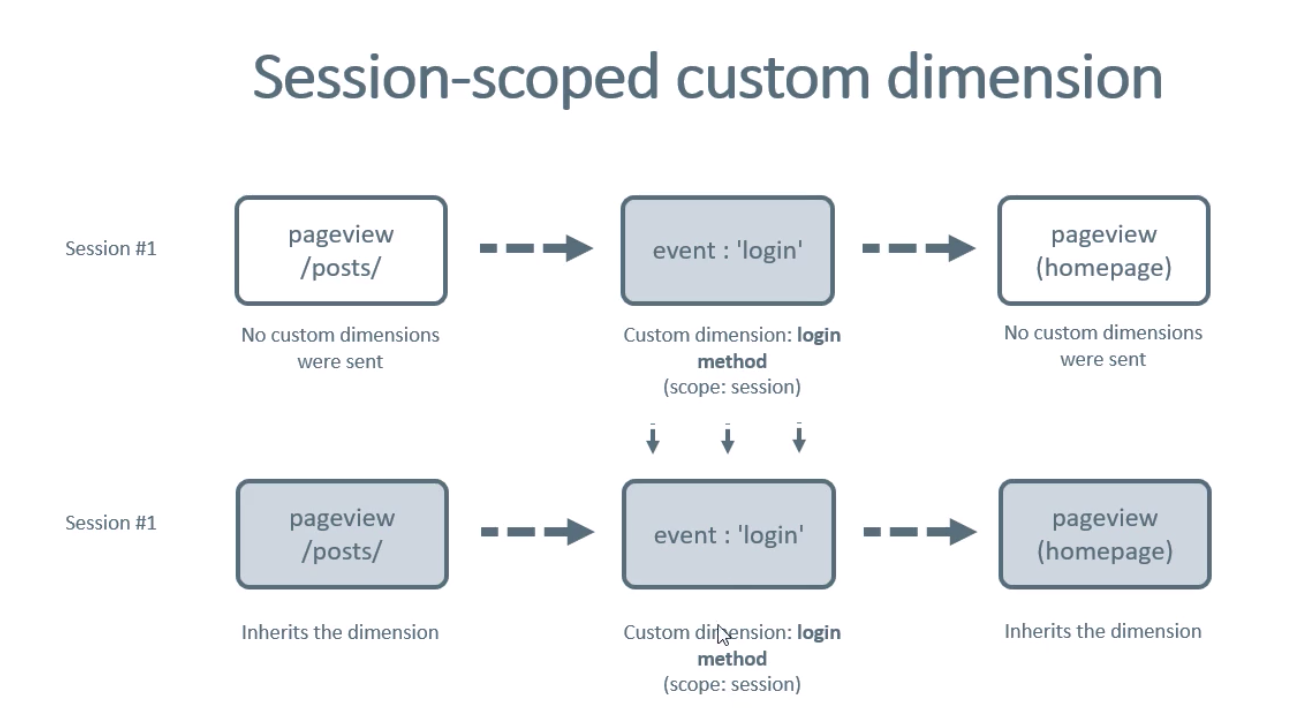 Session-scoped custom dimension
Session #1
pageview
/posts/
event : 'login'
pageview
(homepage)
No custom dimensions
were sent
Custom dimension: login
method
(scope: session)
No custom dimensions
were sent
Session #1
pageview
/posts/
event : 'login'
pageview
(homepage)
Inherits the dimension
Custom dimension: login
method
(scope: session)
Inherits the dimension